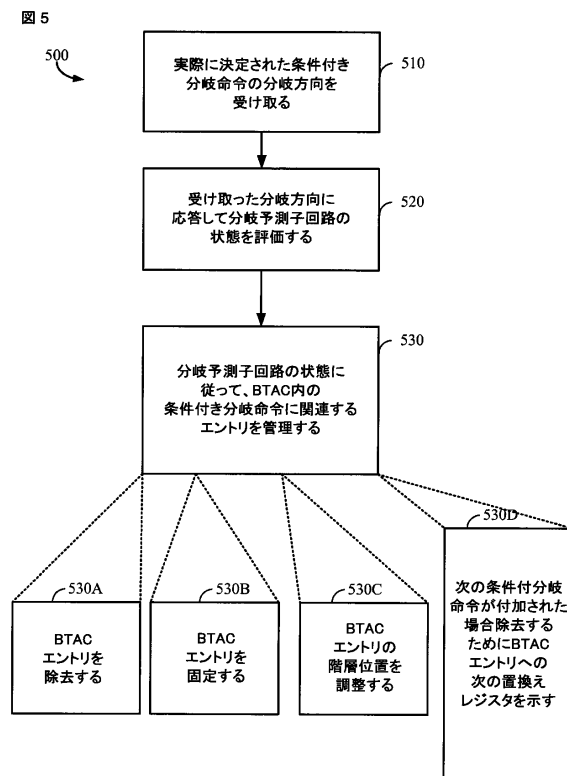 図5
500
実際に決定された条件付き
分岐命令の分岐方向を
受け取る
510
受け取った分岐方向に
応答して分岐予測子回路の
状態を評価する
520
分岐予測子回路の状態に
従って、BTAC内の
条件付き分岐命令に関連する
エントリを管理する
530
530A
BTAC
エントリを
除去する
530B
BTAC
エントリを
固定する
530C
BTAC
エントリの
階層位置を
調整する
530D
次の条件付分岐
命令が付加された
場合除去する
ためにBTAC
エントリへの
次の置換え
レジスタを示す